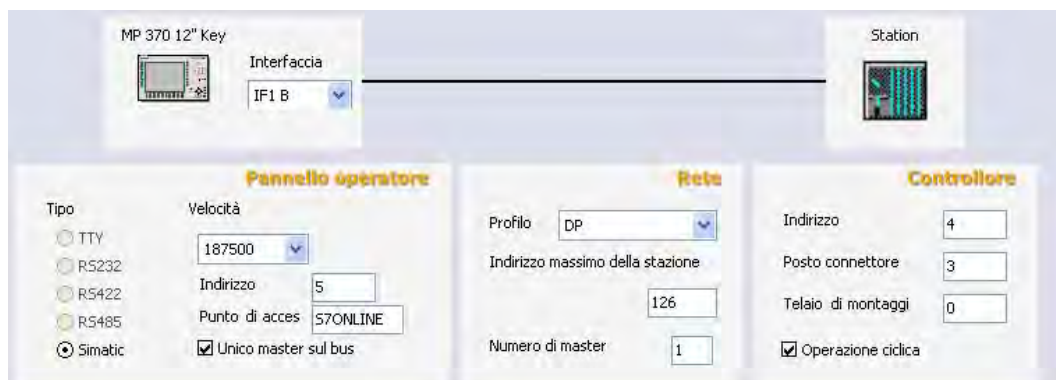 MP 370 12" Key
Interfaccia
IF1 B
Station
Pannello operatore
Tipo
TTY
RS232
RS422
RS485
Simatic
Velocità
187500
Indirizzo 5
Punto di acces S7ONLINE
Unico master sul bus
Rete
Profilo DP
Indirizzo massimo della stazione
126
Numero di master 1
Controllore
Indirizzo 4
Posto connettore 3
Telaio di montaggi 0
Operazione ciclica